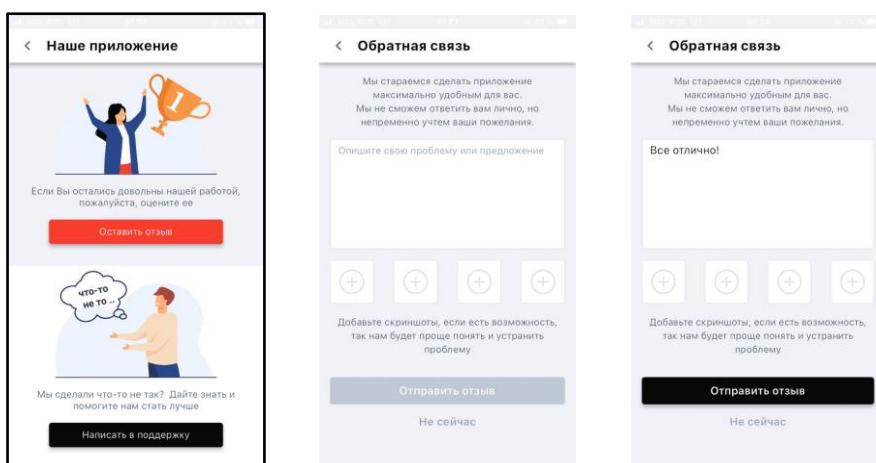 Наше приложение
Если Вы остались довольны нашей работой,
пожалуйста, оцените ее
Оставить отзыв
что-то
не то ..
Мы сделали что-то не так? Дайте знать и
помогите нам стать лучше
Написать в поддержку
Обратная связь
Мы стараемся сделать приложение
максимально удобным для вас.
Мы не сможем ответить вам лично, но
непременно учтем ваши пожелания.
Опишите свою проблему или предложение
Добавьте скриншоты, если есть возможность,
так нам будет проще понять и устранить
проблему
Отправить отзыв
Не сейчас
Обратная связь
Мы стараемся сделать приложение
максимально удобным для вас.
Мы не сможем ответить вам лично, но
непременно учтем ваши пожелания.
Все отлично!
Добавьте скриншоты, если есть возможность,
так нам будет проще понять и устранить
проблему
Отправить отзыв
Не сейчас